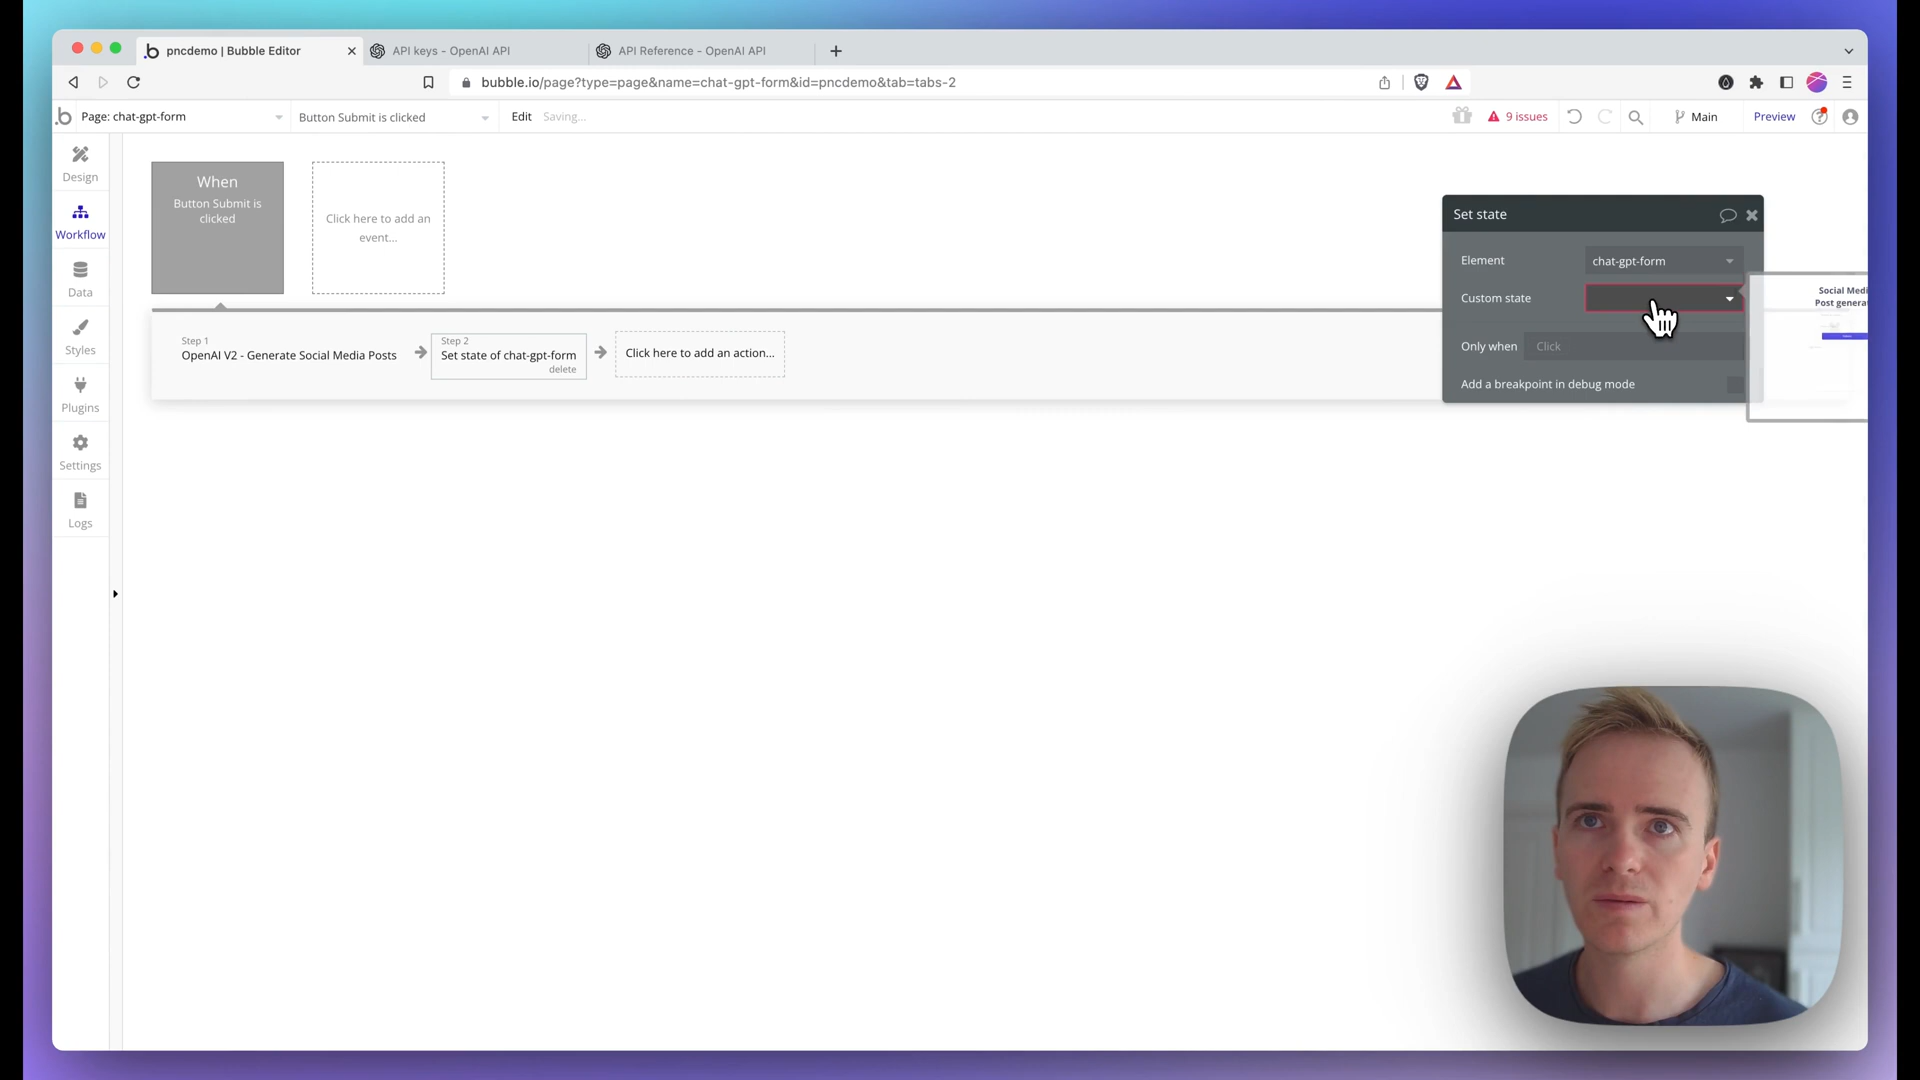 pncdemo | Bubble Editor
API keys - OpenAI API
API Reference - OpenAI API
bubble.io/page?type=page&name=chat-gpt-form&id=pncdemo&tab=tabs-2
Page: chat-gpt-form
Button Submit is clicked
Edit
Saving...
9 issues
Main
Preview
Design
Workflow
Data
Styles
Plugins
Settings
Logs
When
Button Submit is
clicked
Click here to add an
event...
Step 1
OpenAI V2 - Generate Social Media Posts
Step 2
Set state of chat-gpt-form
delete
Click here to add an action...
Set state
Element
chat-gpt-form
Custom state
Only when
Click
Add a breakpoint in debug mode
Social Medi
Post genera